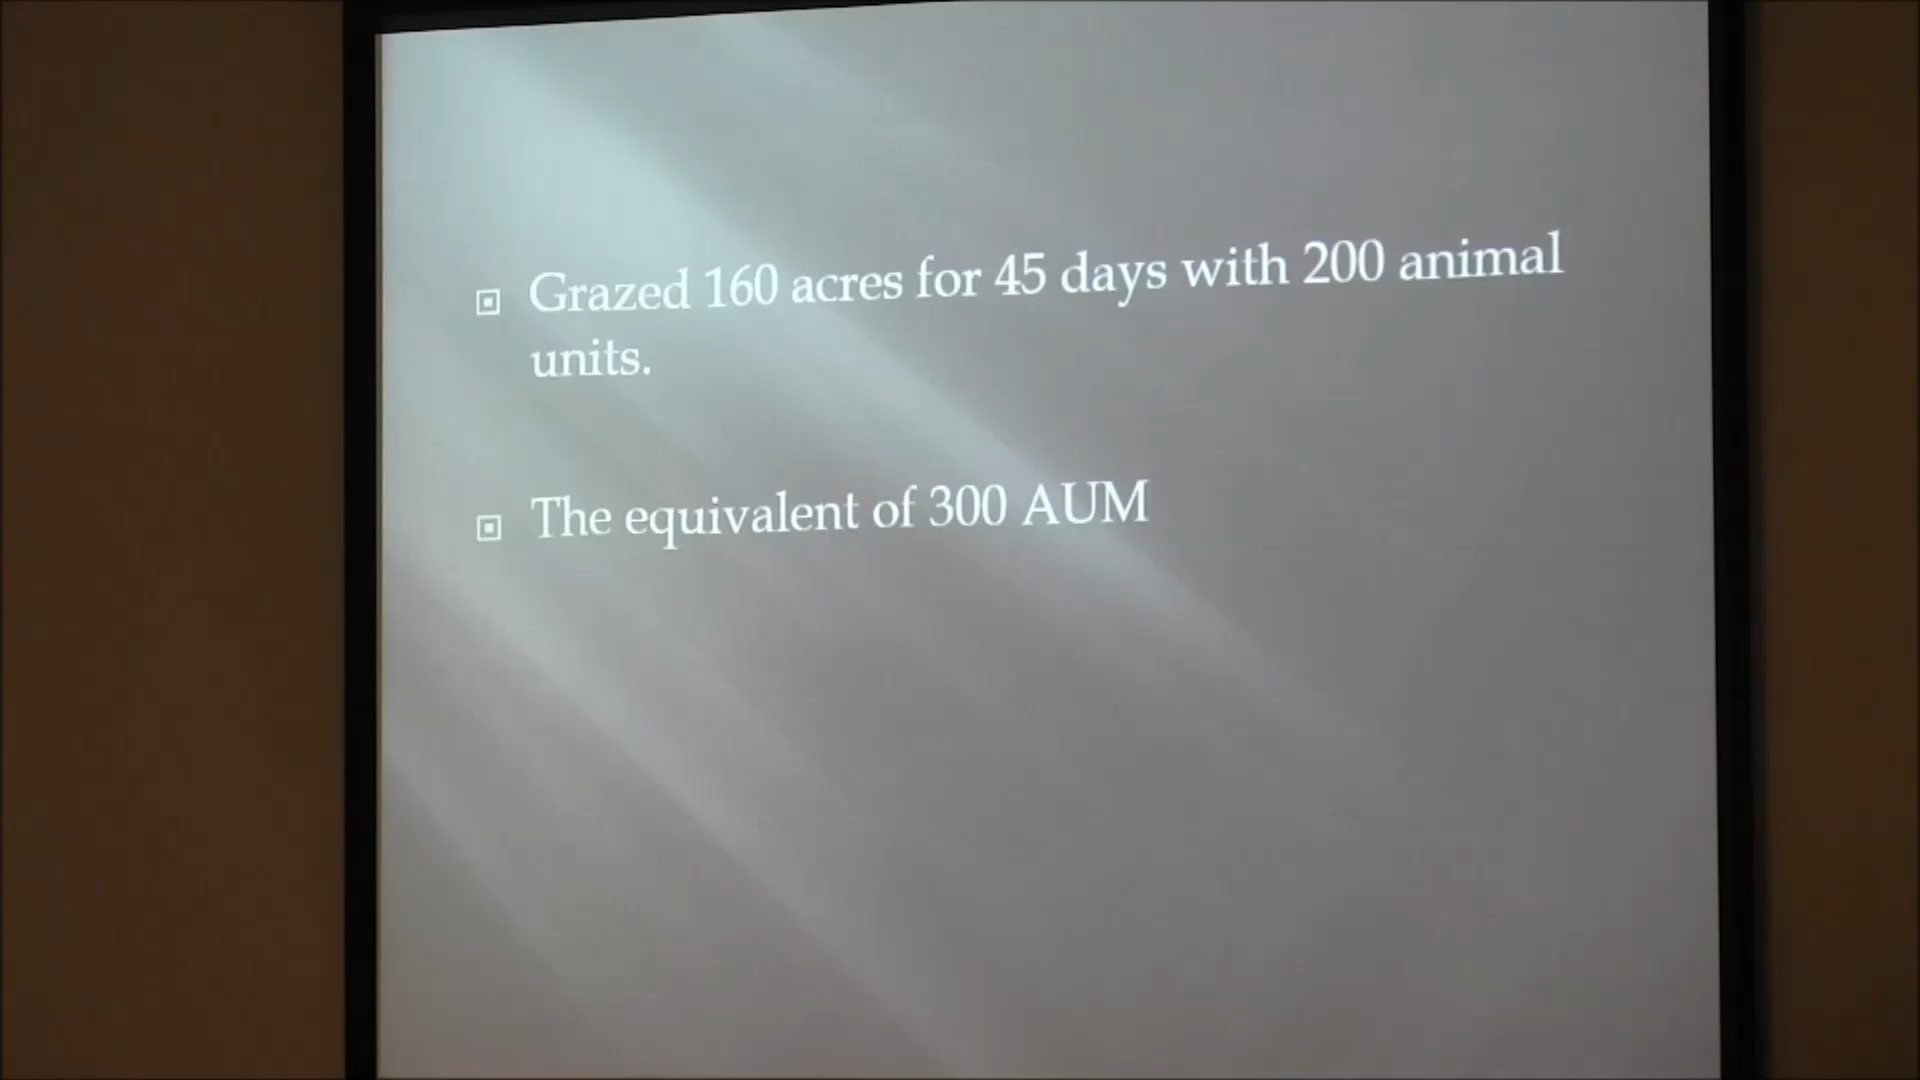 Grazed 160 acres for 45 days with 200 animal
units.
The equivalent of 300 AUM